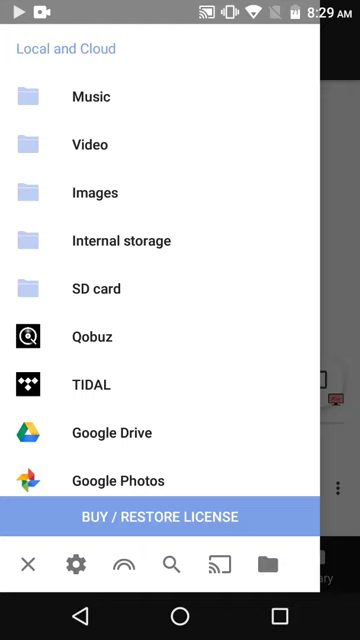 8:29 AM
Local and Cloud
Music
Video
Images
Internal storage
SD card
Qobuz
TIDAL
Google Drive
Google Photos
BUY / RESTORE LICENSE
ary